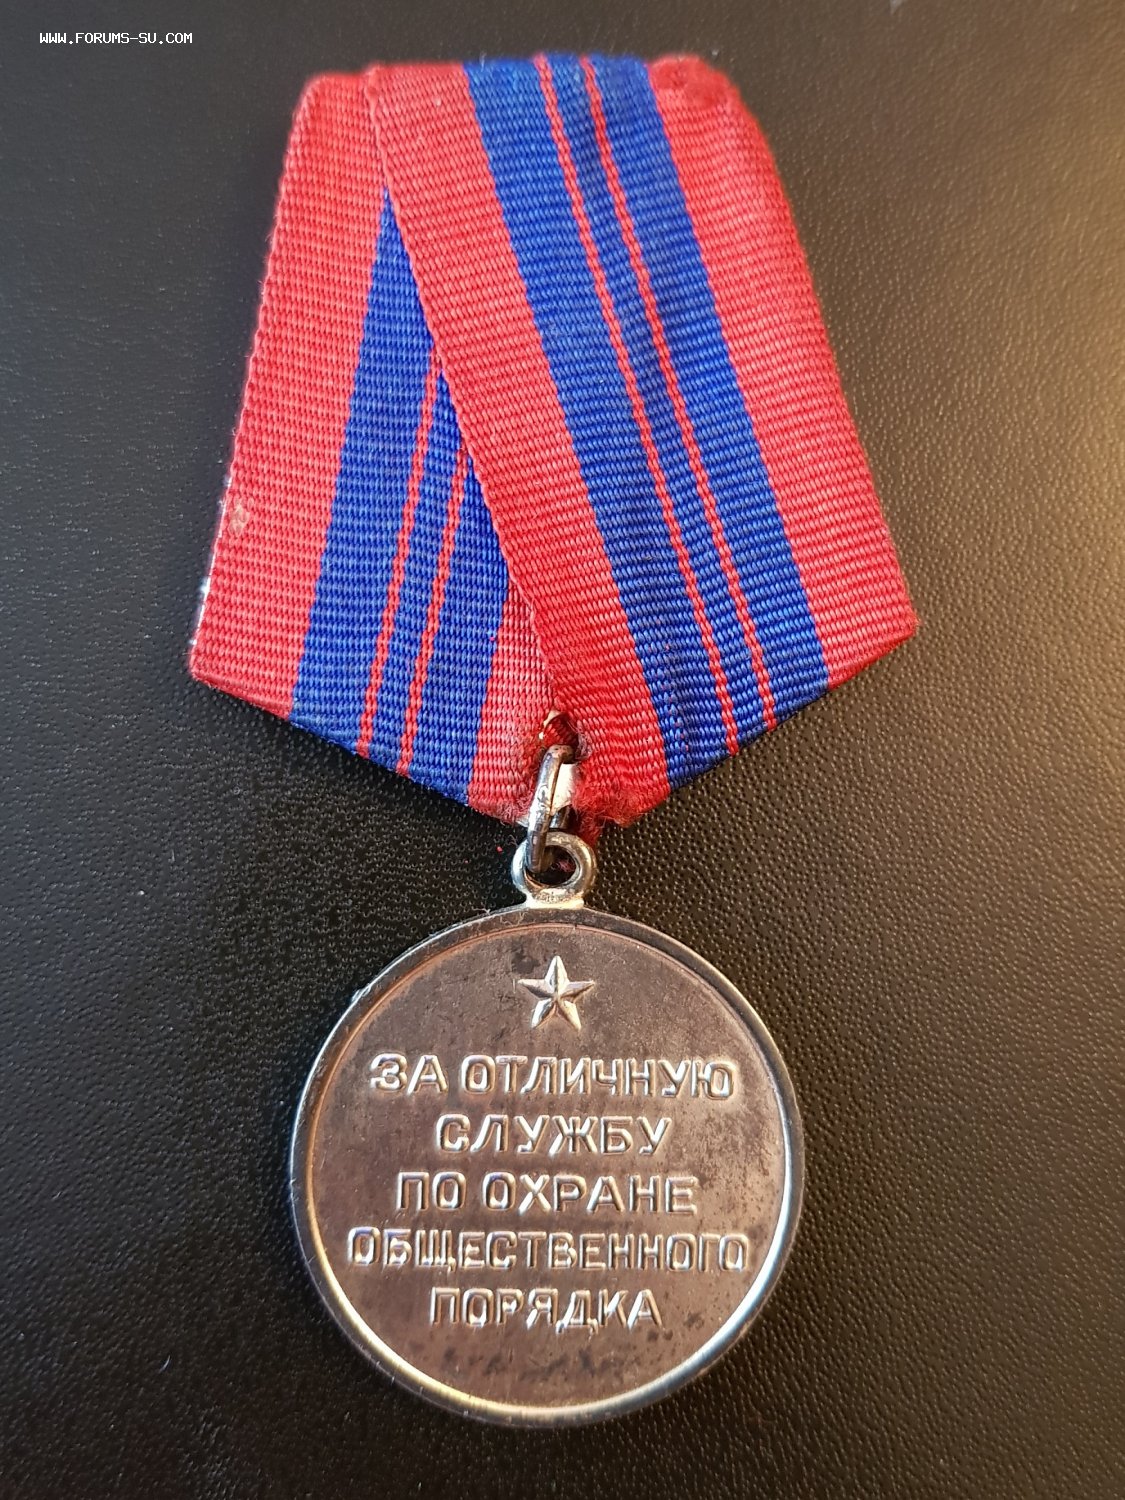 WWW.FORUMS-SU.COM
ЗА ОТЛИЧНУЮ
СЛУЖБУ
ПО ОХРАНЕ
ОБЩЕСТВЕННОГО
ПОРЯДКА